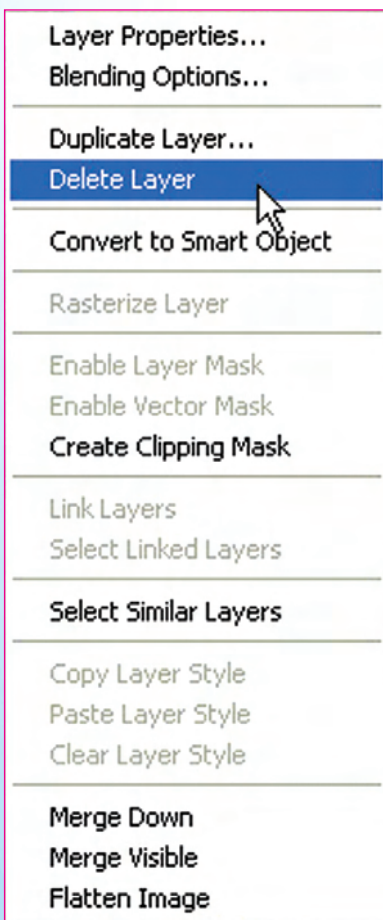 Layer Properties...
Blending Options...
Duplicate Layer...
Delete Layer
Convert to Smart Object
Rasterize Layer
Enable Layer Mask
Enable Vector Mask
Create Clipping Mask
Link Layers
Select Linked Layers
Select Similar Layers
Copy Layer Style
Paste Layer Style
Clear Layer Style
Merge Down
Merge Visible
Flatten Image